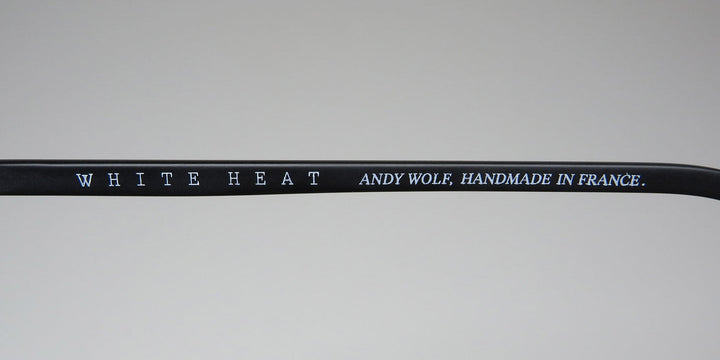 WHITE HEAT ANDY WOLF, HANDMADE IN FRANCE.